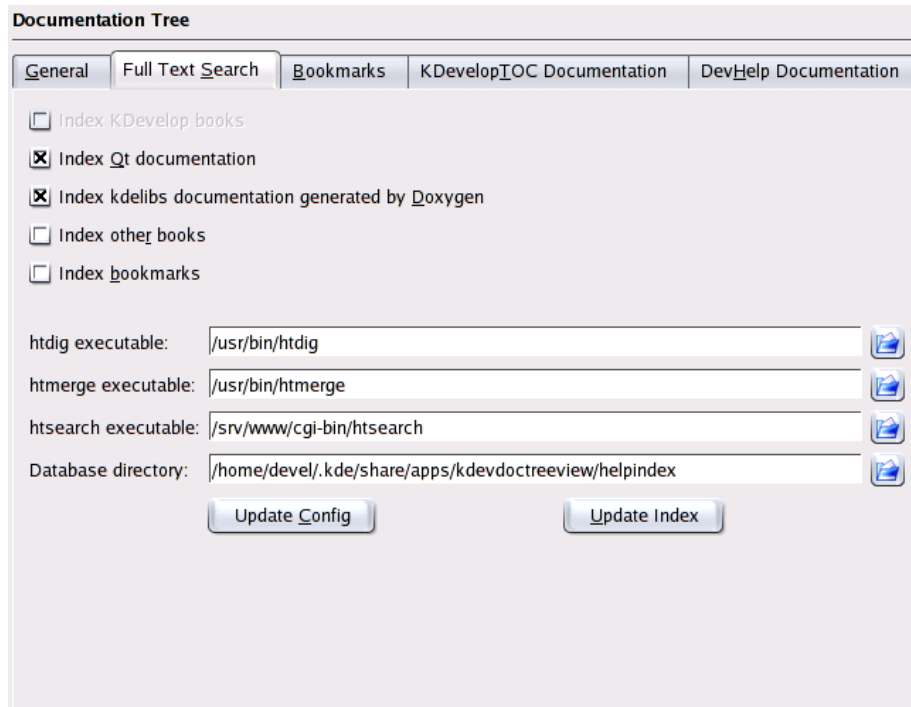 Documentation Tree
General Full Text Search Bookmarks KDevelopTOC Documentation DevHelp Documentation
Index KDevelop books
Index Qt documentation
Index kdelibs documentation generated by Doxygen
Index other books
Index bookmarks
htdig executable: /usr/bin/htdig
htmerge executable: /usr/bin/htmerge
htsearch executable: /srv/www/cgi-bin/htsearch
Database directory: /home/devel/.kde/share/apps/kdevdoctreeview/helpindex
Update Config Update Index